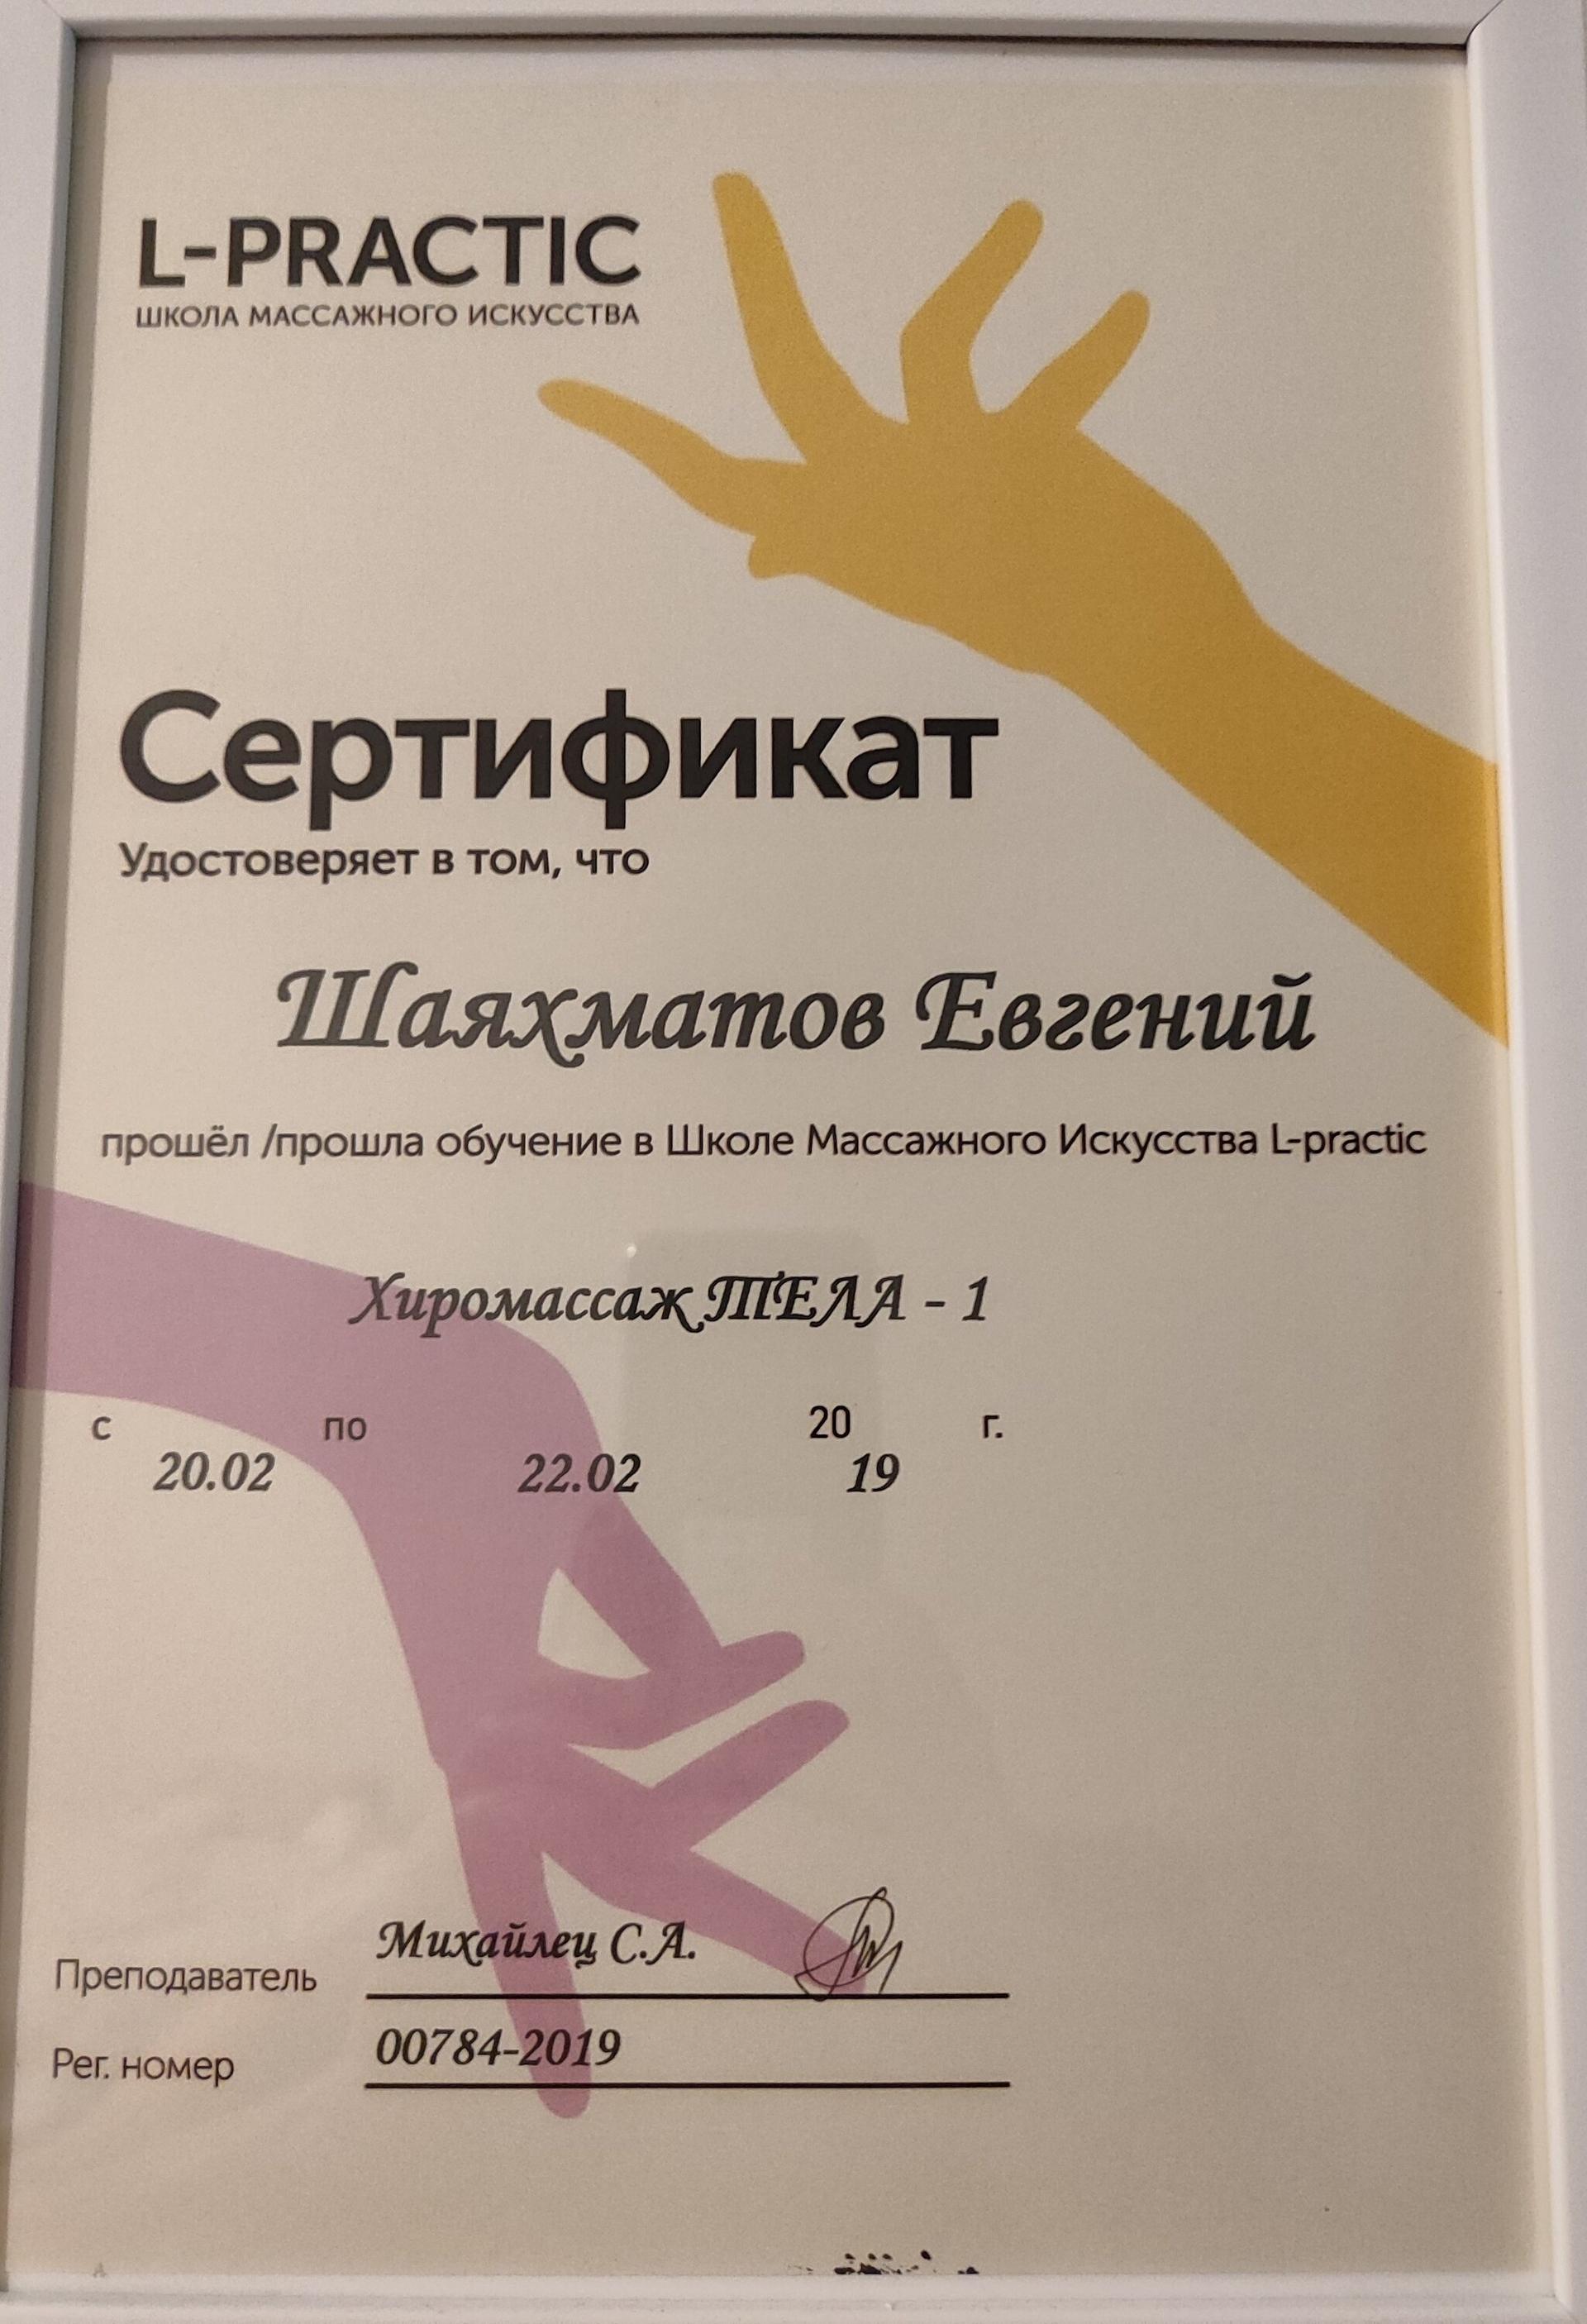 L-PRACTIC
ШКОЛА МАССАЖНОГО ИСКУССТВА
Сертификат
Удостоверяет в том, что
Шаяхматов Евгений
прошёл /прошла обучение в Школе Массажного Искусства L-practic
Хиромассаж ТЕЛА - 1
с по 20 г.
20.02 22.02 19
Михайлец С.А.
Преподаватель
00784-2019
Рег. номер